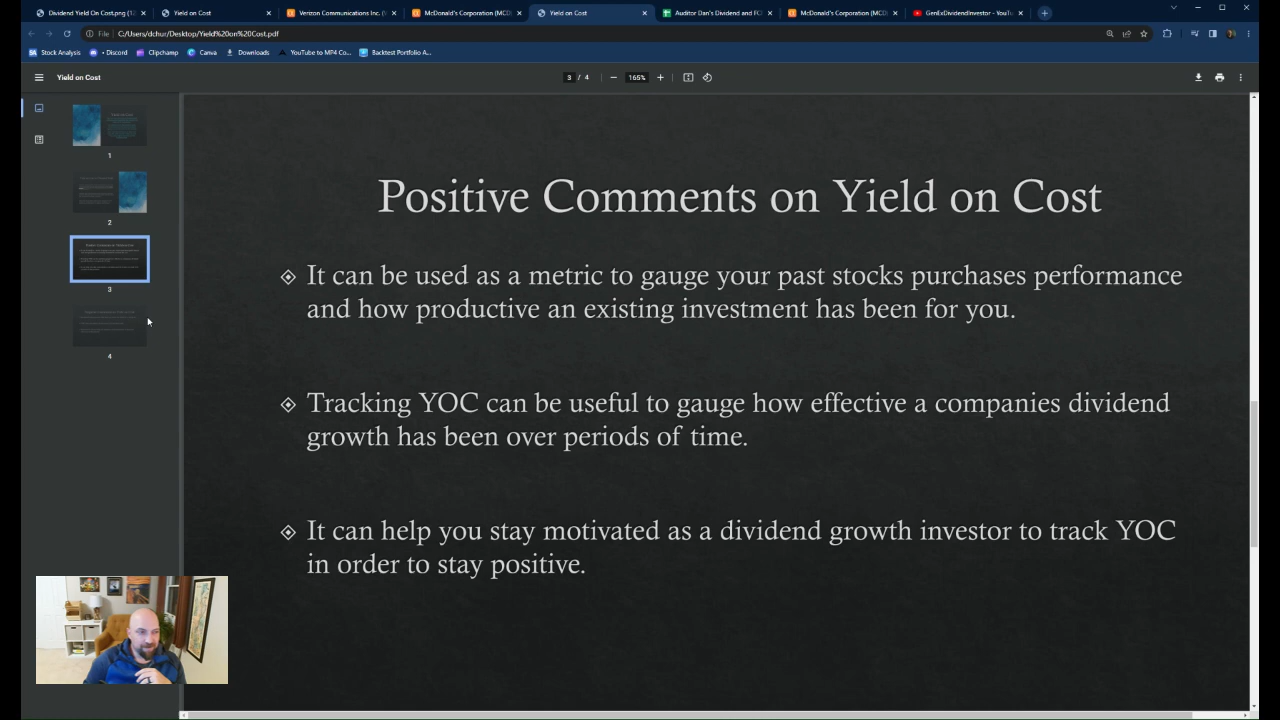 Dividend Yield On Cost.png (12
Yield on Cost
Verizon Communications Inc. (V
McDonald's Corporation (MCD)
Yield on Cost
Auditor Dan's Dividend and FCF
McDonald's Corporation (MCD)
GenExDividendInvestor - YouTu
File
C:/Users/dchur/Desktop/Yield%20on%20Cost.pdf
SA Stock Analysis
• Discord
Clipchamp
Canva
Downloads
YouTube to MP4 Co...
Backtest Portfolio A...
Yield on Cost
3 / 4
165%
1
2
3
4
Positive Comments on Yield on Cost
It can be used as a metric to gauge your past stocks purchases performance
and how productive an existing investment has been for you.
Tracking YOC can be useful to gauge how effective a companies dividend
growth has been over periods of time.
It can help you stay motivated as a dividend growth investor to track YOC
in order to stay positive.